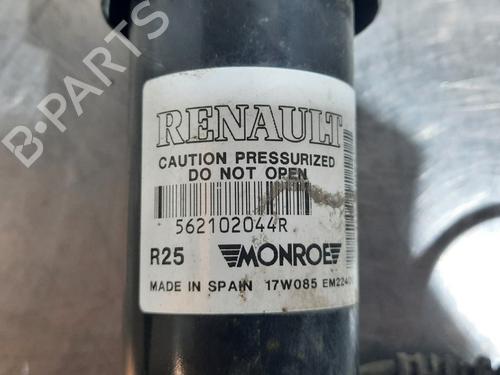 RENAULT
CAUTION PRESSURIZED
DO NOT OPEN
562102044R
R25 MONROE
MADE IN SPAIN 17W085
B-PARTS